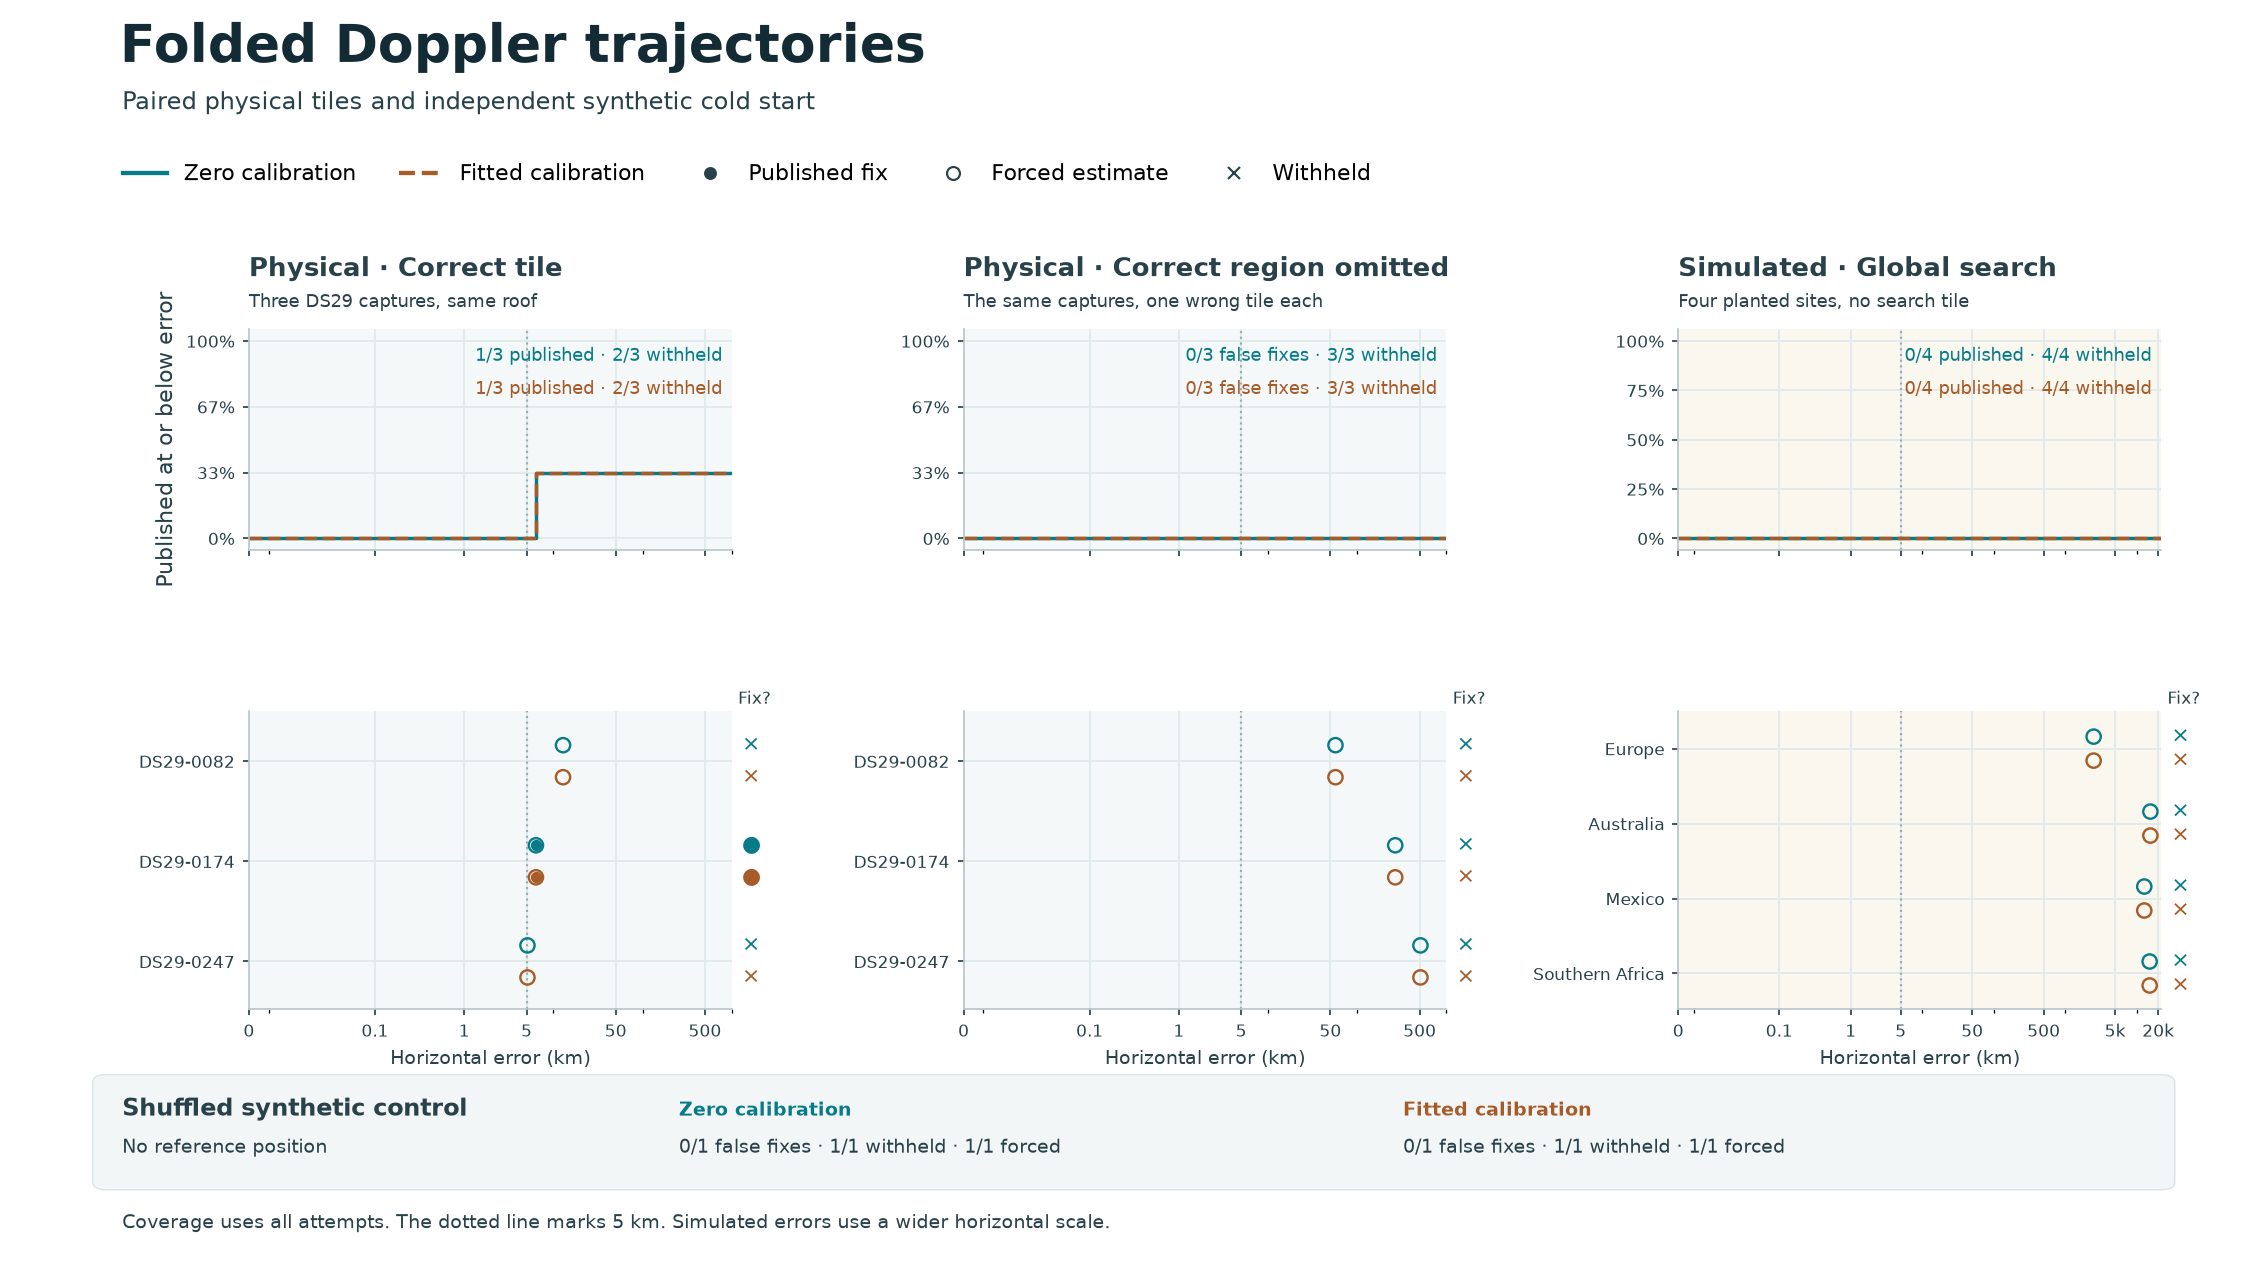 Folded Doppler trajectories
Paired physical tiles and independent synthetic cold start
Zero calibration
Fitted calibration
Published fix
Forced estimate
Withheld
Physical · Correct tile
Three DS29 captures, same roof
Published at or below error
100%
67%
33%
0%
1/3 published · 2/3 withheld
1/3 published · 2/3 withheld
Physical · Correct region omitted
The same captures, one wrong tile each
100%
67%
33%
0%
0/3 false fixes · 3/3 withheld
0/3 false fixes · 3/3 withheld
Simulated · Global search
Four planted sites, no search tile
100%
75%
50%
25%
0%
0/4 published · 4/4 withheld
0/4 published · 4/4 withheld
Fix?
DS29-0082
DS29-0174
DS29-0247
0 0.1 1 5 50 500
Horizontal error (km)
Fix?
DS29-0082
DS29-0174
DS29-0247
0 0.1 1 5 50 500
Horizontal error (km)
Fix?
Europe
Australia
Mexico
Southern Africa
0 0.1 1 5 50 500 5k 20k
Horizontal error (km)
Shuffled synthetic control
No reference position
Zero calibration
0/1 false fixes · 1/1 withheld · 1/1 forced
Fitted calibration
0/1 false fixes · 1/1 withheld · 1/1 forced
Coverage uses all attempts. The dotted line marks 5 km. Simulated errors use a wider horizontal scale.